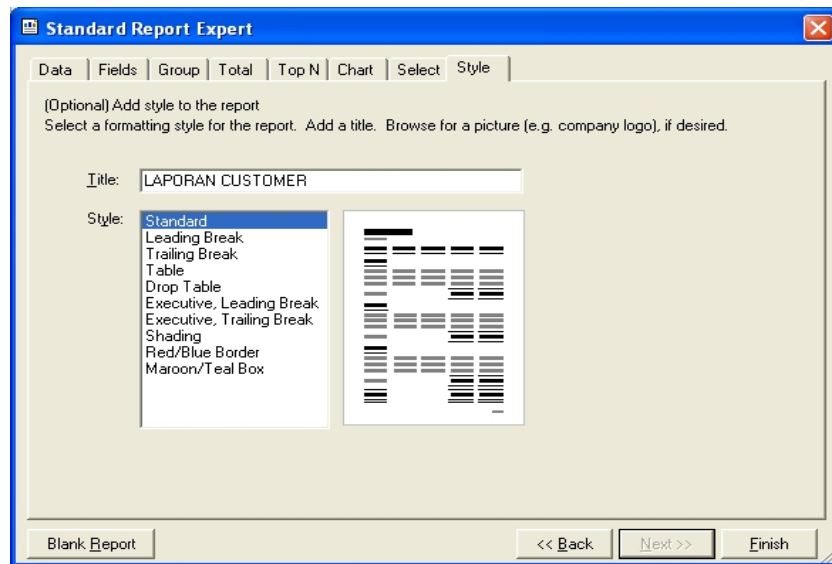 Standard Report Expert
Data Fields Group Total Top N Chart Select Style
(Optional) Add style to the report
Select a formatting style for the report. Add a title. Browse for a picture (e.g. company logo), if desired.
Title: LAPORAN CUSTOMER
Style: Standard
Leading Break
Trailing Break
Table
Drop Table
Executive, Leading Break
Executive, Trailing Break
Shading
Red/Blue Border
Maroon/Teal Box
Blank Report << Back Next >> Finish